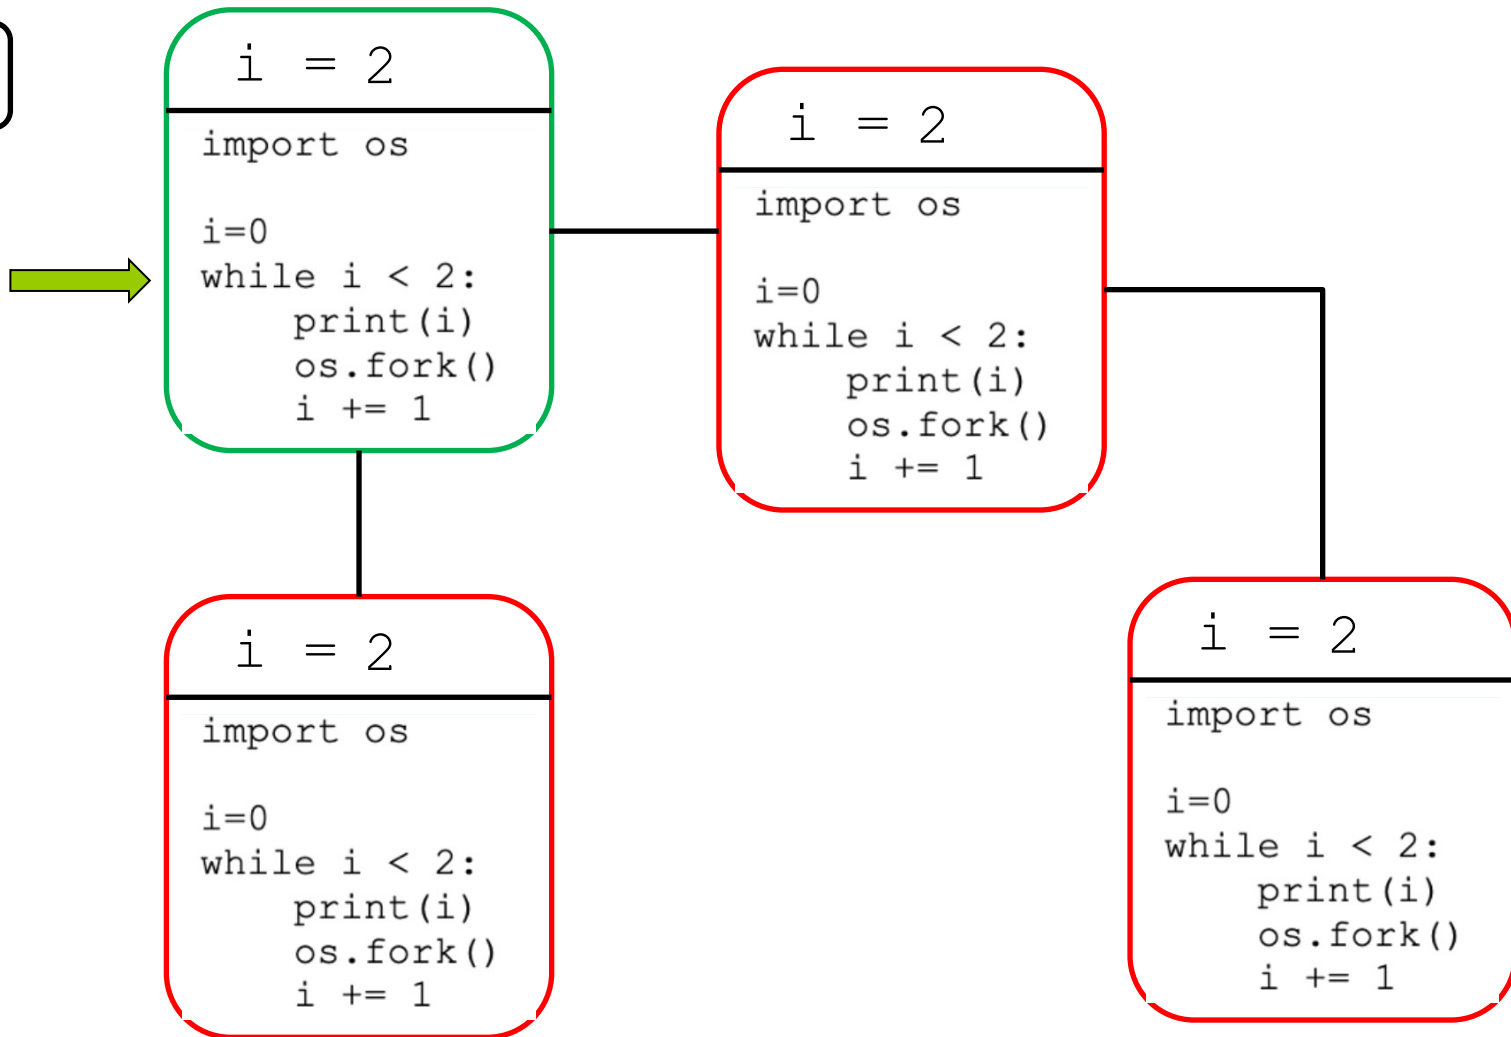 i = 2
import os
i=0
while i < 2:
print(i)
os.fork()
i += 1
i = 2
import os
i=0
while i < 2:
print(i)
os.fork()
i += 1
i = 2
import os
i=0
while i < 2:
print(i)
os.fork()
i += 1
i = 2
import os
i=0
while i < 2:
print(i)
os.fork()
i += 1